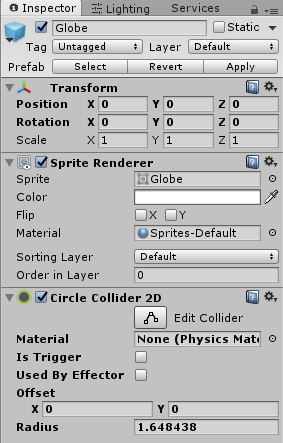 Inspector Lighting Services
Globe Static
Tag Untagged Layer Default
Prefab Select Revert Apply
Transform
Position X 0 Y 0 Z 0
Rotation X 0 Y 0 Z 0
Scale X 1 Y 1 Z 1
Sprite Renderer
Sprite Globe
Color
Flip X Y
Material Sprites-Default
Sorting Layer Default
Order in Layer 0
Circle Collider 2D
Edit Collider
Material None (Physics Mate
Is Trigger
Used By Effector
Offset
X 0 Y 0
Radius 1.648438